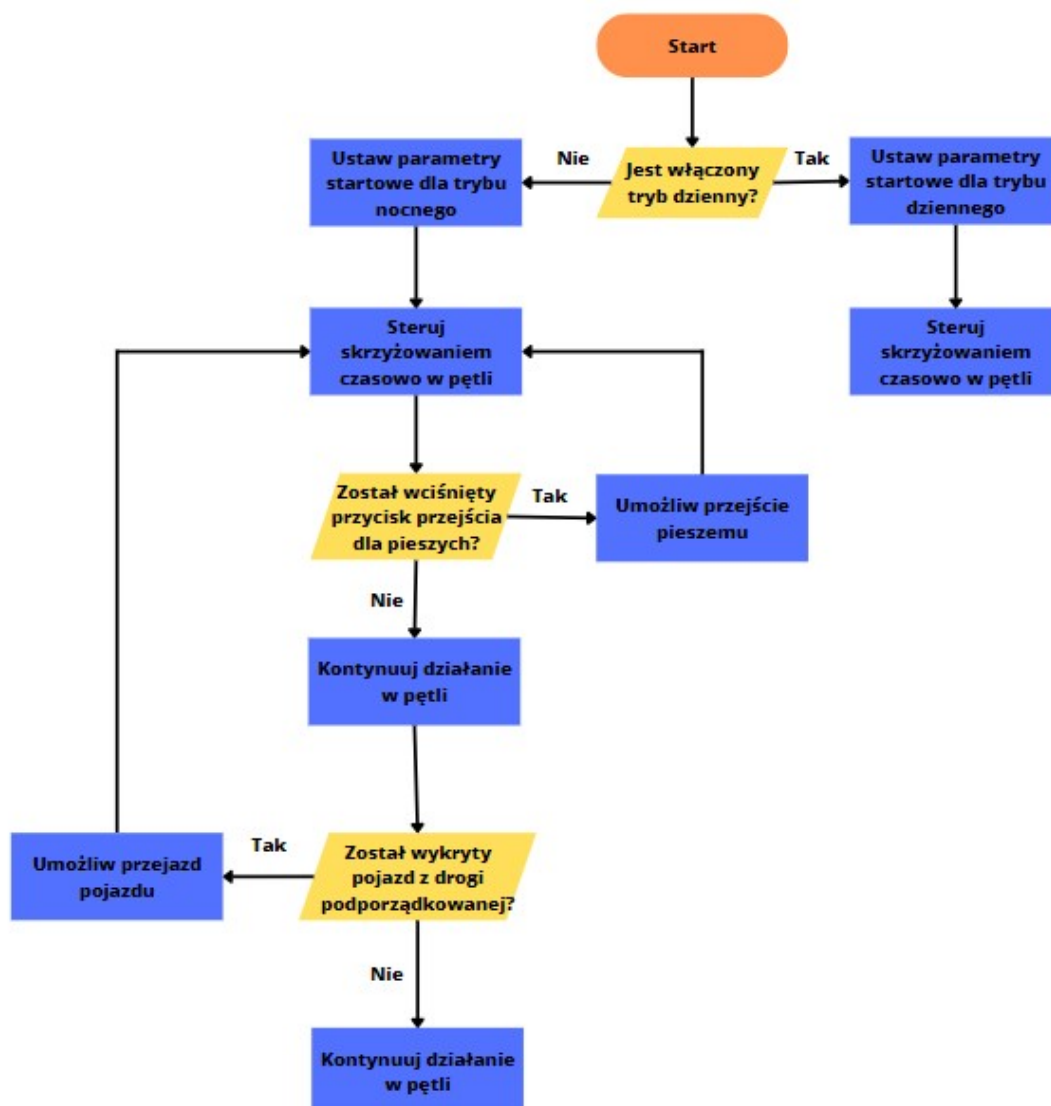 Start
Nie
Tak
Ustaw parametry
startowe dla trybu
nocnego
Jest włączony
tryb dzienny?
Ustaw parametry
startowe dla trybu
dziennego
Steruj
skrzyżowaniem
czasowo w pętli
Steruj
skrzyżowaniem
czasowo w pętli
Został wciśnięty
przycisk przejścia
dla pieszych?
Tak
Umożliw przejście
pieszemu
Nie
Kontynuuj działanie
w pętli
Umożliw przejazd
pojazdu
Tak
Został wykryty
pojazd z drogi
podporządkowanej?
Nie
Kontynuuj działanie
w pętli